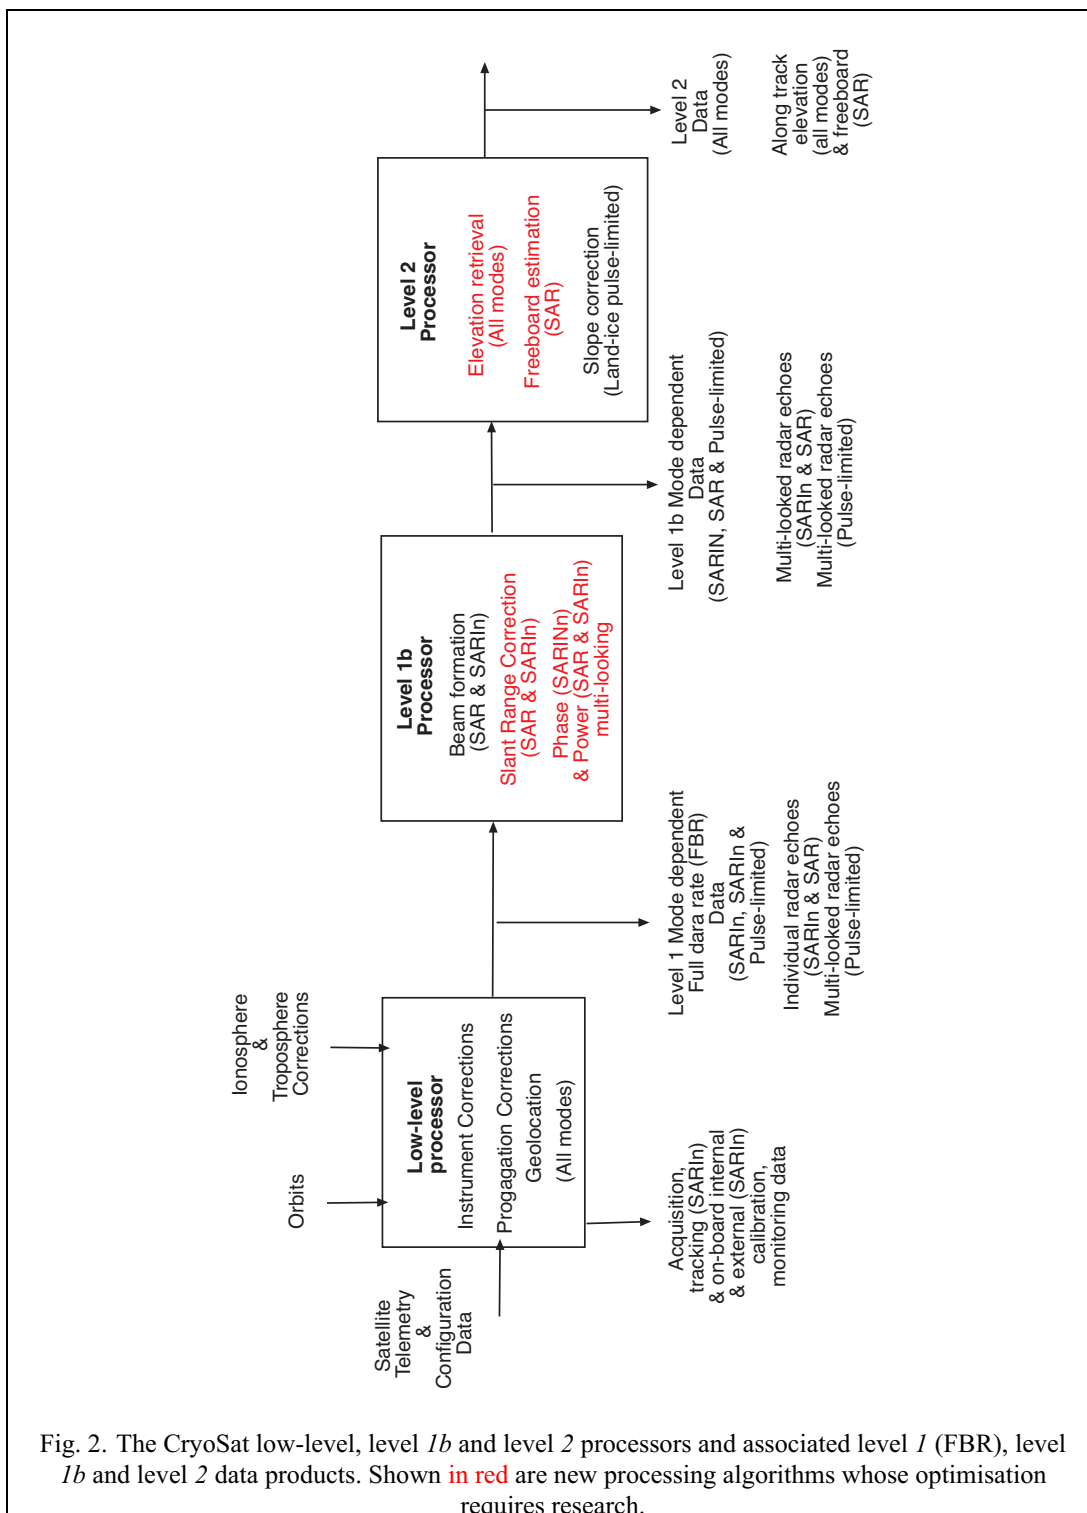 Satellite
Telemetry
&
Configuration
Data
Orbits
Ionosphere
&
Troposphere
Corrections
Low-level
processor
Instrument Corrections
Progagation Corrections
Geolocation
(All modes)
Acquisition,
tracking (SARIn)
& on-board internal
& external (SARIn)
calibration,
monitoring data
Level 1 Mode dependent
Full dara rate (FBR)
Data
(SARIn, SARIn &
Pulse-limited)
Individual radar echoes
(SARIn & SAR)
Multi-looked radar echoes
(Pulse-limited)
Level 1b
Processor
Beam formation
(SAR & SARIn)
Slant Range Correction
(SAR & SARIn)
Phase (SARINn)
& Power (SAR & SARIn)
multi-looking
Level 1b Mode dependent
Data
(SARIN, SAR & Pulse-limited)
Multi-looked radar echoes
(SARIn & SAR)
Multi-looked radar echoes
(Pulse-limited)
Level 2
Processor
Elevation retrieval
(All modes)
Freeboard estimation
(SAR)
Slope correction
(Land-ice pulse-limited)
Level 2
Data
(All modes)
Along track
elevation
(all modes)
& freeboard
(SAR)
Fig. 2. The CryoSat low-level, level 1b and level 2 processors and associated level 1 (FBR), level
1b and level 2 data products. Shown in red are new processing algorithms whose optimisation
requires research.